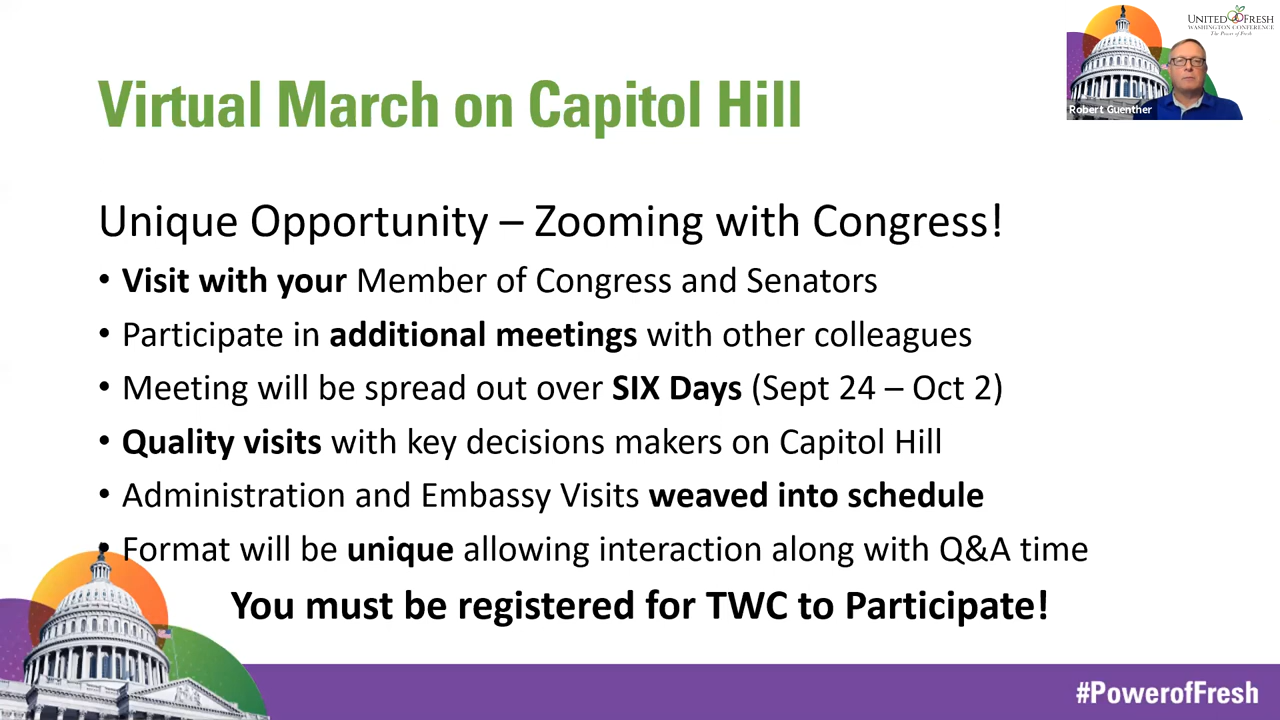 UNITED FRESH
WASHINGTON CONFERENCE
The Power of Fresh
Robert Guenther
Virtual March on Capitol Hill
Unique Opportunity – Zooming with Congress!
• Visit with your Member of Congress and Senators
• Participate in additional meetings with other colleagues
• Meeting will be spread out over SIX Days (Sept 24 – Oct 2)
• Quality visits with key decisions makers on Capitol Hill
• Administration and Embassy Visits weaved into schedule
• Format will be unique allowing interaction along with Q&A time
You must be registered for TWC to Participate!
#PowerofFresh